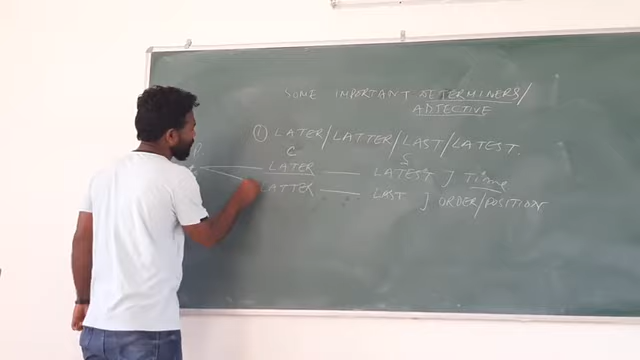 SOME IMPORTANT DETERMINERS/
ADJECTIVE
① LATER/LATTER/LAST/LATEST.
P. C S
LATER — LATEST ] Time
LATTER — LAST ] ORDER/POSITION